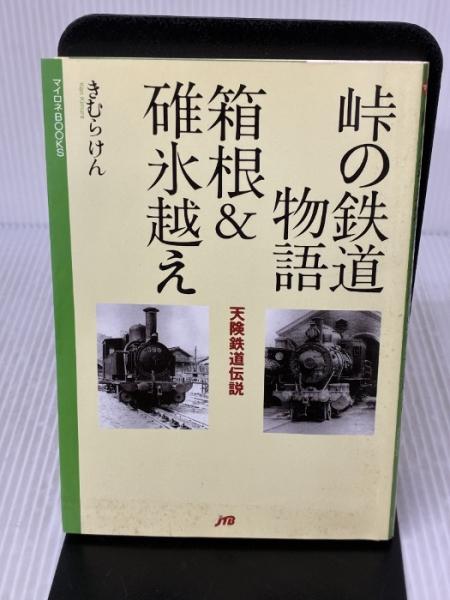 峠の鉄道
物語
箱根&
碓氷越え
天険鉄道伝説
きむらけん
マイロネBOOKS
JTB